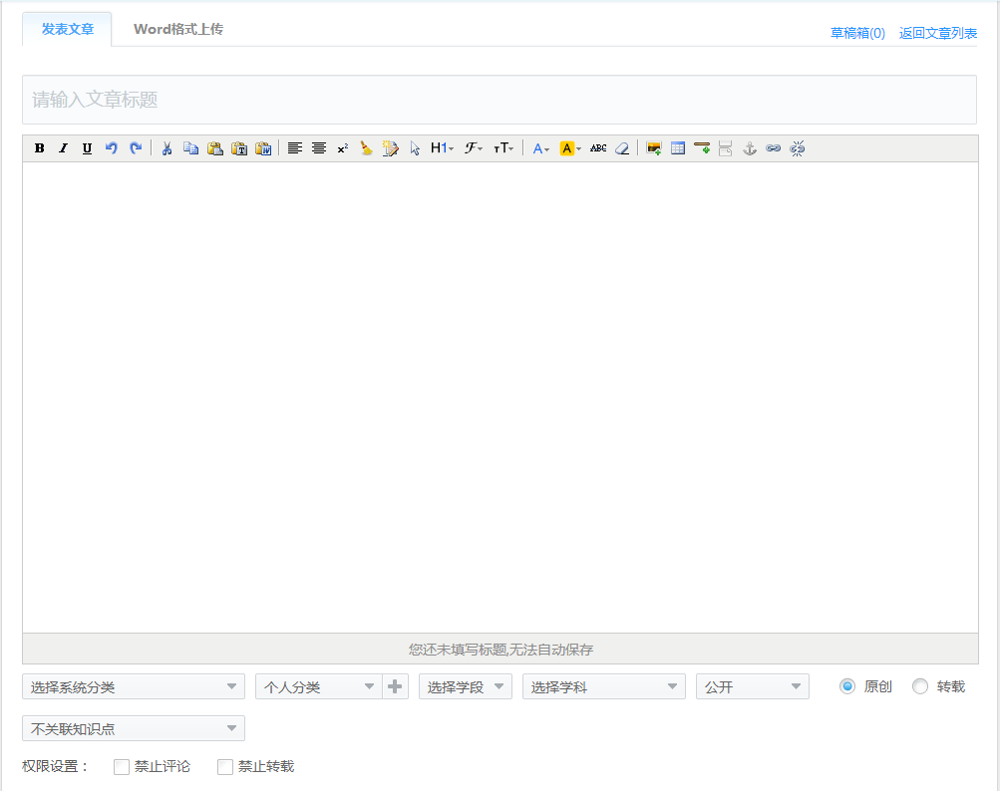 发表文章 Word格式上传 草稿箱(0) 返回文章列表
请输入文章标题
B I U x² H1 F тT A A ABC
您还未填写标题,无法自动保存
选择系统分类 个人分类 选择学段 选择学科 公开 原创 转载
不关联知识点
权限设置： 禁止评论 禁止转载